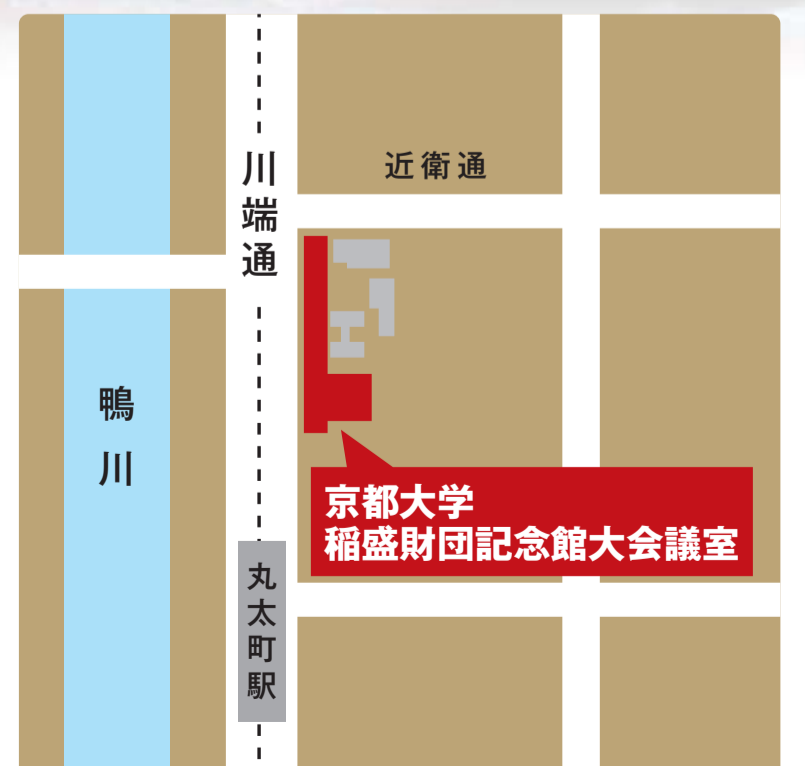 近衛通
川端通
鴨川
京都大学
稲盛財団記念館大会議室
丸太町駅